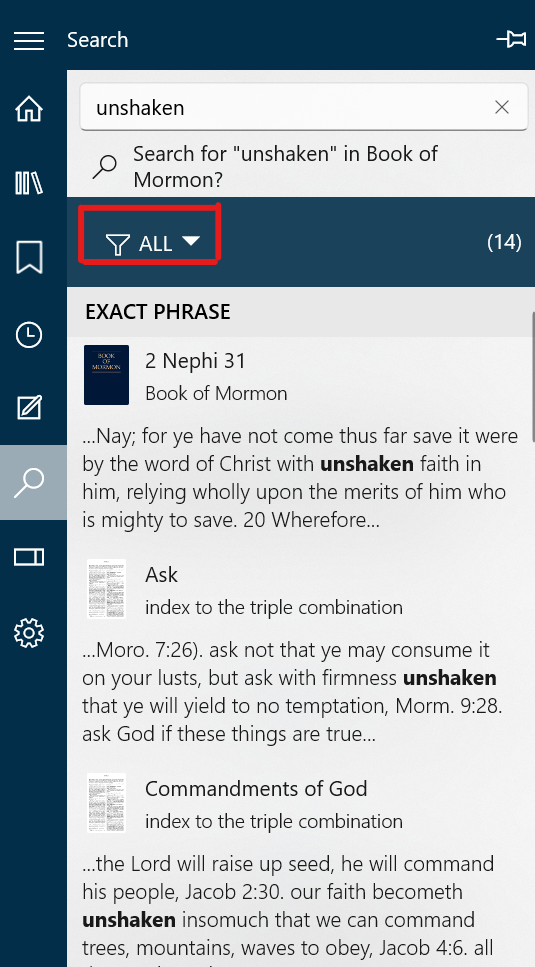 Search
unshaken
Search for "unshaken" in Book of
Mormon?
ALL
(14)
EXACT PHRASE
BOOK
OF
MORMON
2 Nephi 31
Book of Mormon
...Nay; for ye have not come thus far save it were
by the word of Christ with unshaken faith in
him, relying wholly upon the merits of him who
is mighty to save. 20 Wherefore...
Ask
index to the triple combination
...Moro. 7:26). ask not that ye may consume it
on your lusts, but ask with firmness unshaken
that ye will yield to no temptation, Morm. 9:28.
ask God if these things are true...
Commandments of God
index to the triple combination
...the Lord will raise up seed, he will command
his people, Jacob 2:30. our faith becometh
unshaken insomuch that we can command
trees, mountains, waves to obey, Jacob 4:6. all